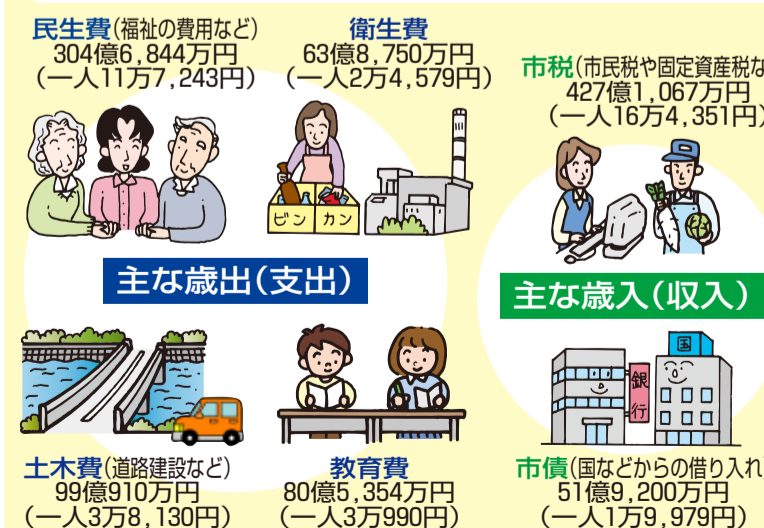 民生費(福祉の費用など)
304億6,844万円
(一人11万7,243円)
衛生費
63億8,750万円
(一人2万4,579円)
ビン カン
主な歳出(支出)
土木費(道路建設など)
99億910万円
(一人3万8,130円)
教育費
80億5,354万円
(一人3万990円)
市税(市民税や固定資産税な
427億1,067万円
(一人16万4,351円)
主な歳入(収入)
国
銀行
市債(国などからの借り入れ)
51億9,200万円
(一人1万9,979円)